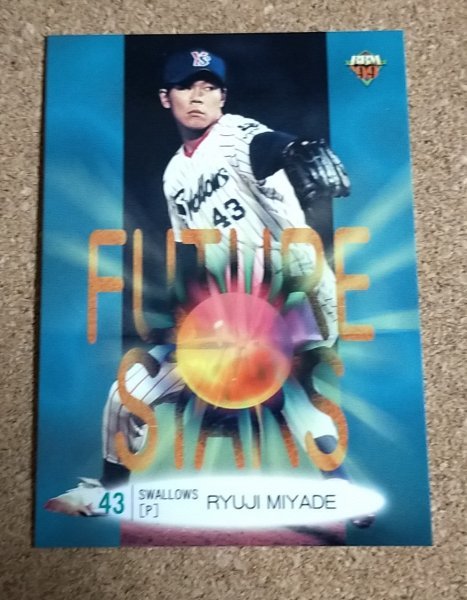 YS
BBM
99
Swallows
43
FUTURE
STARS
43
SWALLOWS
[P]
RYUJI MIYADE